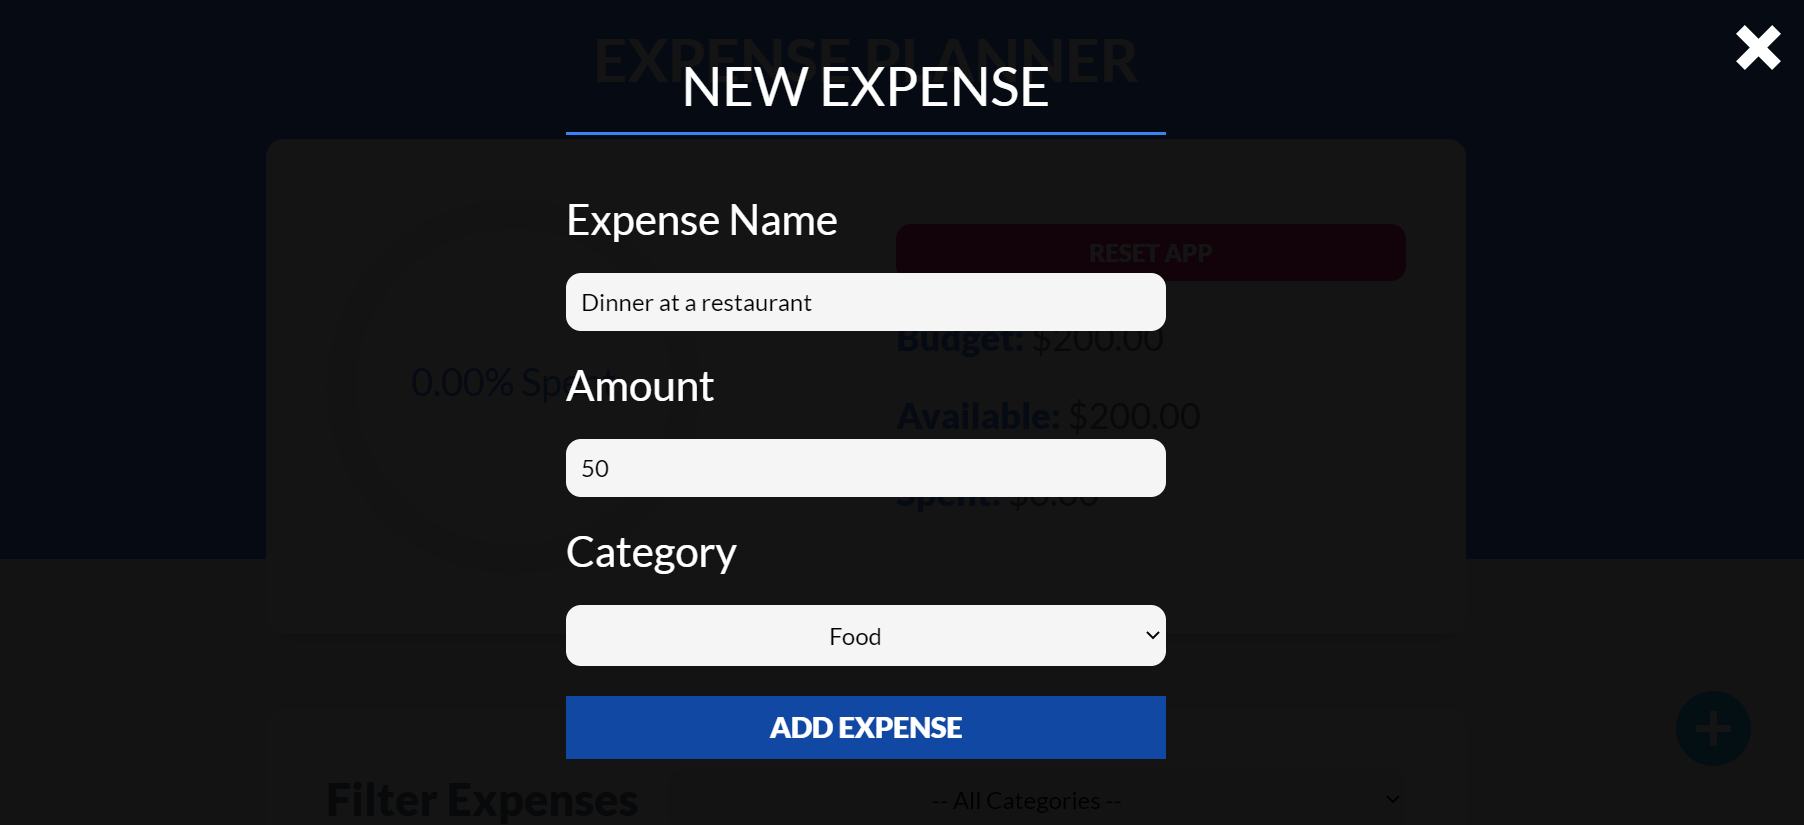 EXPENSE PLANNER
NEW EXPENSE
Expense Name
RESET APP
Dinner at a restaurant
Budget: $200.00
0.00% Spent
Amount
Available: $200.00
50
Spent: $0.00
Category
Food
ADD EXPENSE
Filter Expenses
-- All Categories --